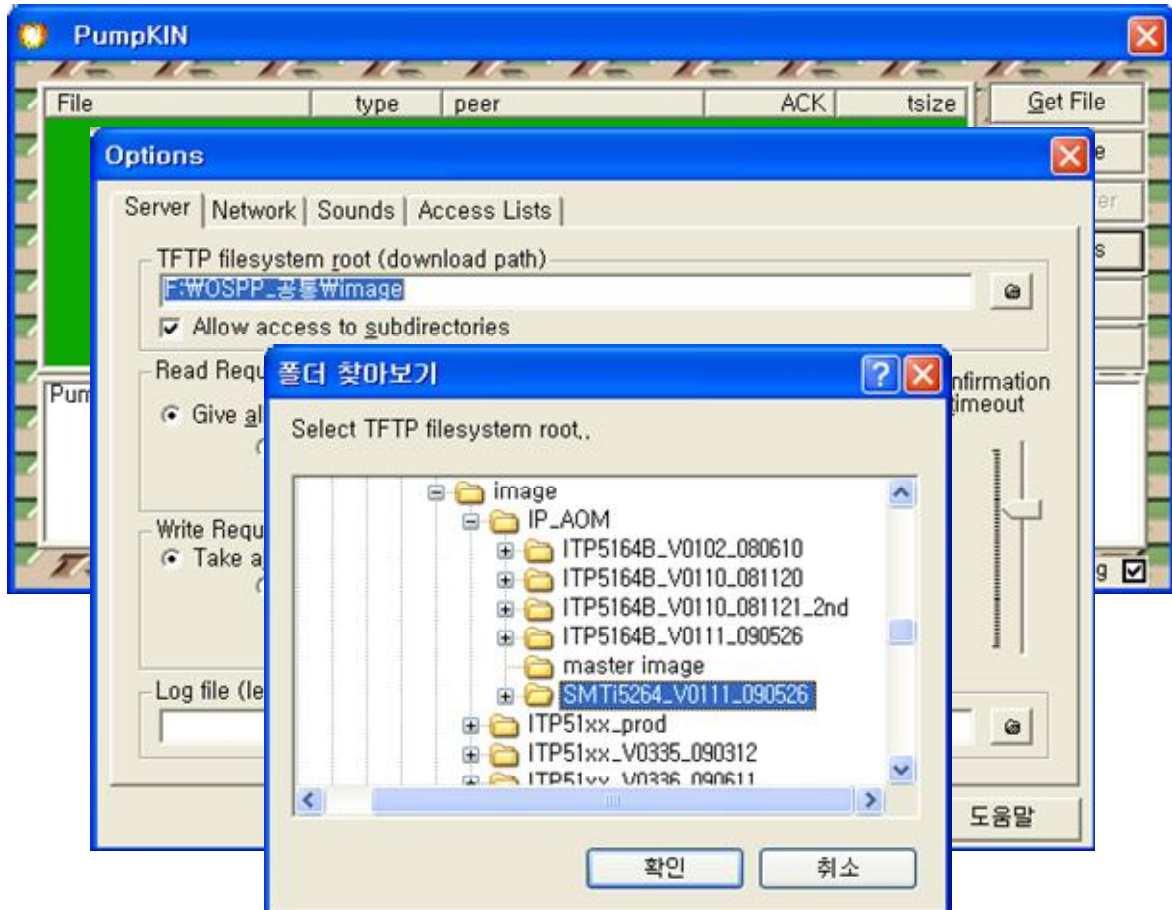 PumpKIN
File type peer ACK tsize
Get File
Options
Server Network Sounds Access Lists
TFTP filesystem root (download path)
F:₩OSPP_공통₩image
Allow access to subdirectories
Read Requ
Give al
Pum
nfirmation
timeout
폴더 찾아보기
Select TFTP filesystem root,,
image
IP_AOM
ITP5164B_V0102_080610
ITP5164B_V0110_081120
ITP5164B_V0110_081121_2nd
ITP5164B_V0111_090526
master image
SMTi5264_V0111_090526
ITP51xx_prod
ITP51xx_V0335_090312
ITP51xx_V0336_090611
Write Requ
Take a
Log file (le
e
er
s
g
도움말
확인 취소